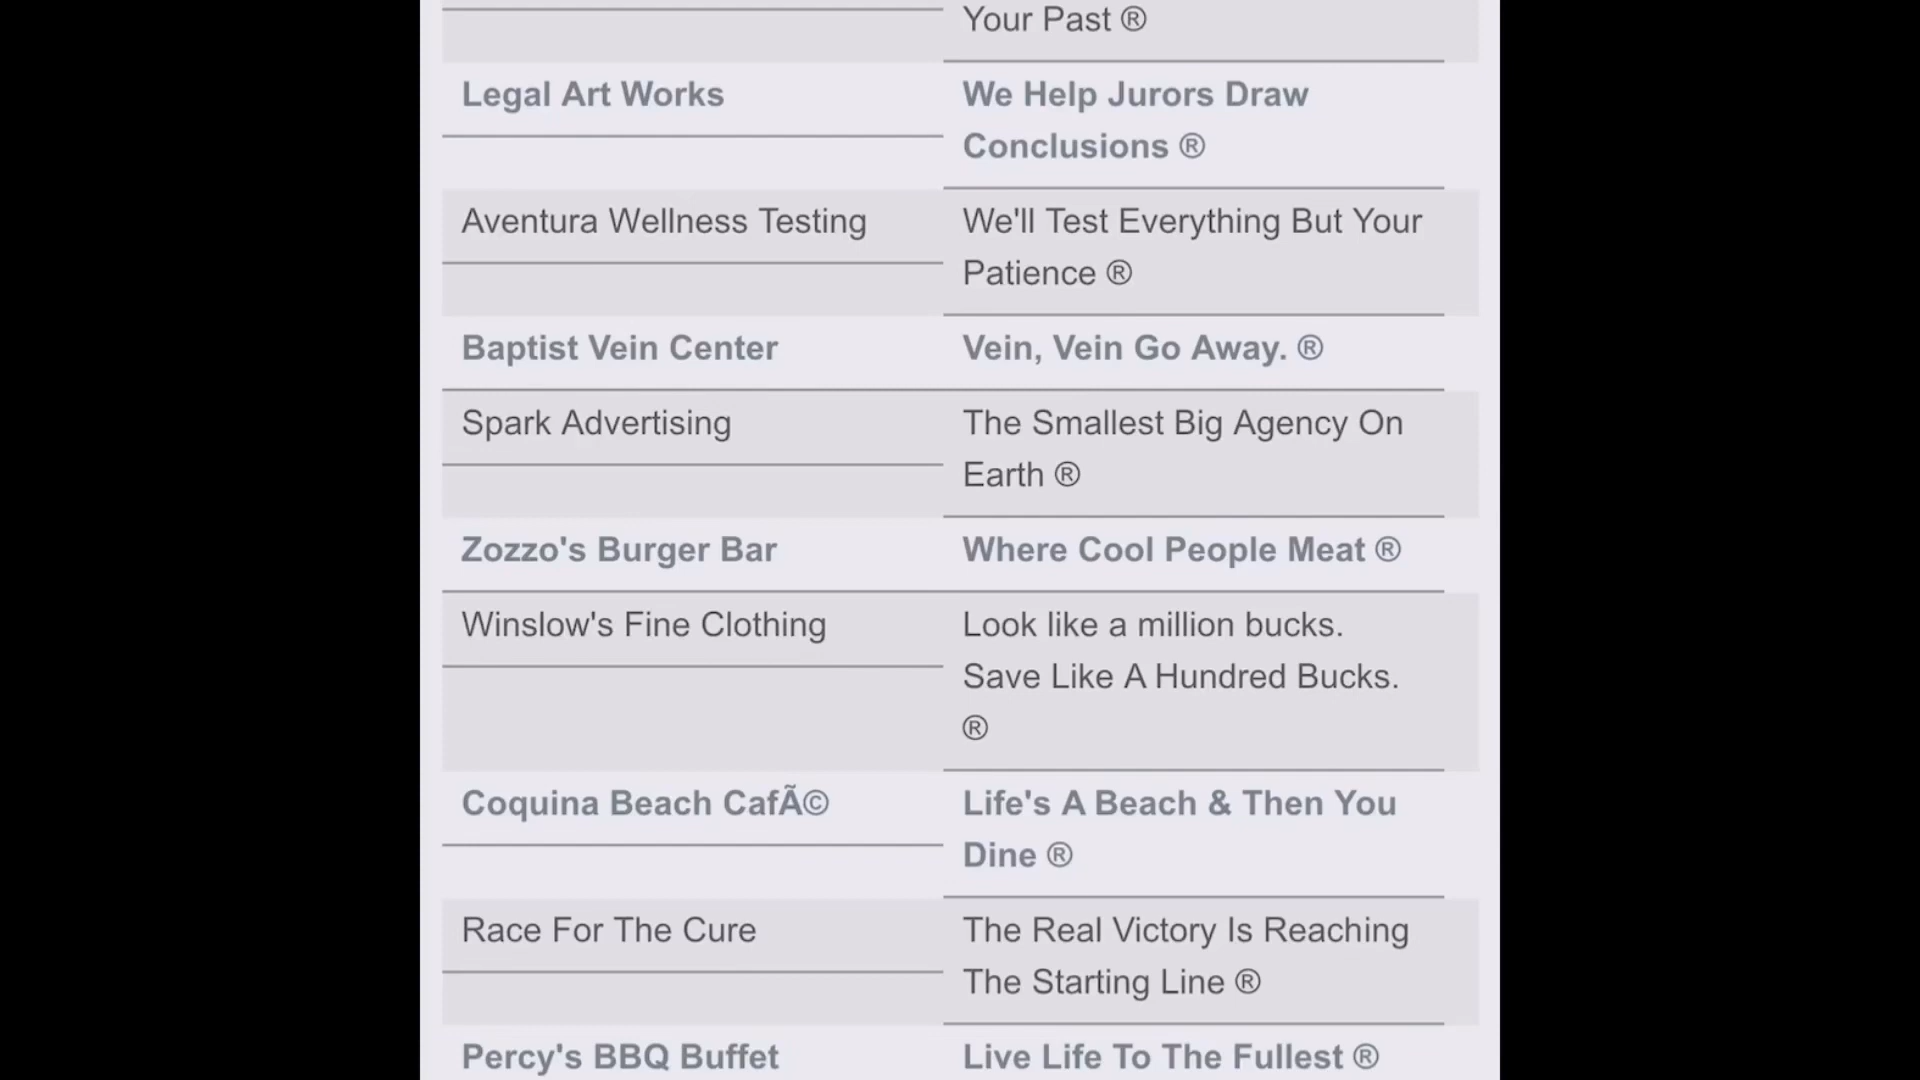 Your Past ®
Legal Art Works
We Help Jurors Draw
Conclusions ®
Aventura Wellness Testing
We'll Test Everything But Your
Patience ®
Baptist Vein Center
Vein, Vein Go Away. ®
Spark Advertising
The Smallest Big Agency On
Earth ®
Zozzo's Burger Bar
Where Cool People Meat ®
Winslow's Fine Clothing
Look like a million bucks.
Save Like A Hundred Bucks.
®
Coquina Beach CafÃ©
Life's A Beach & Then You
Dine ®
Race For The Cure
The Real Victory Is Reaching
The Starting Line ®
Percy's BBQ Buffet
Live Life To The Fullest ®